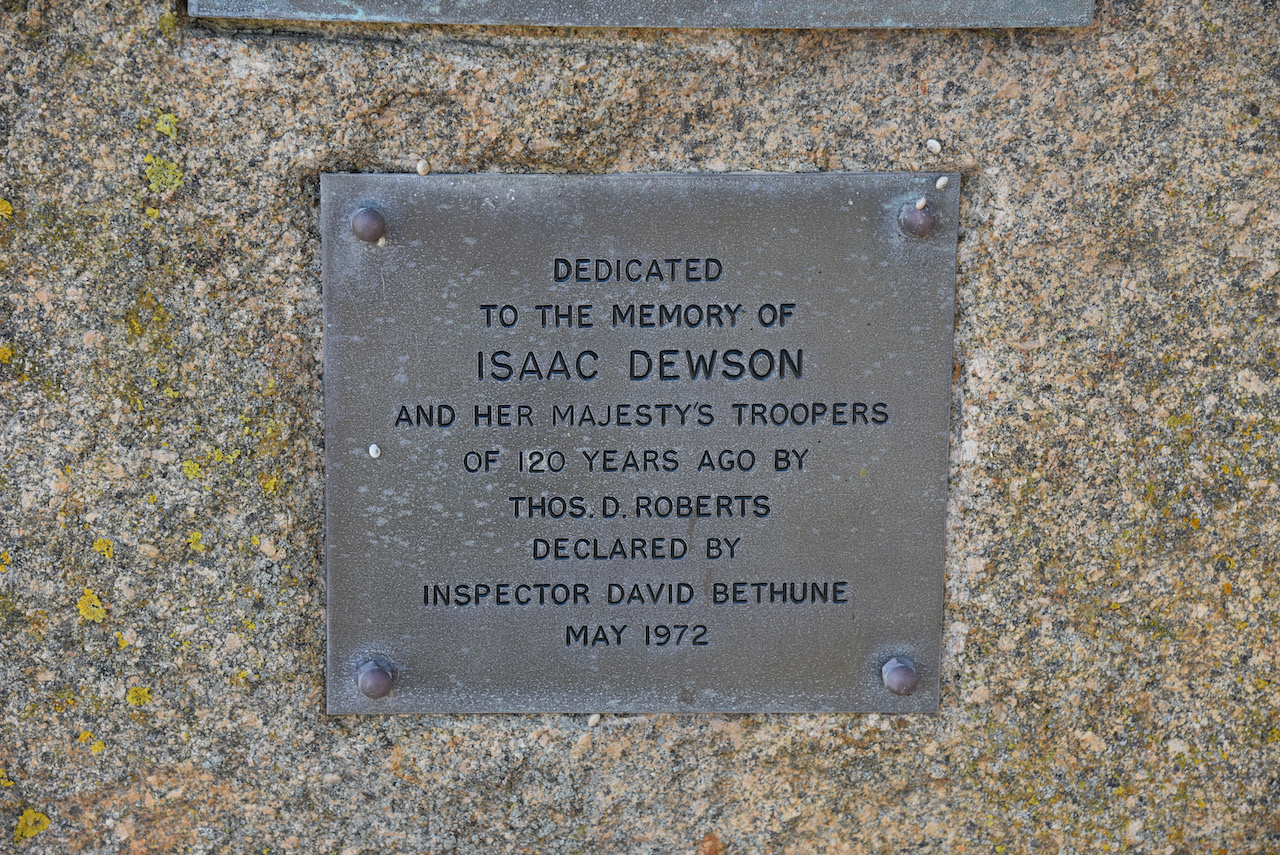 DEDICATED
TO THE MEMORY OF
ISAAC DEWSON
AND HER MAJESTY'S TROOPERS
OF 120 YEARS AGO BY
THOS. D. ROBERTS
DECLARED BY
INSPECTOR DAVID BETHUNE
MAY 1972